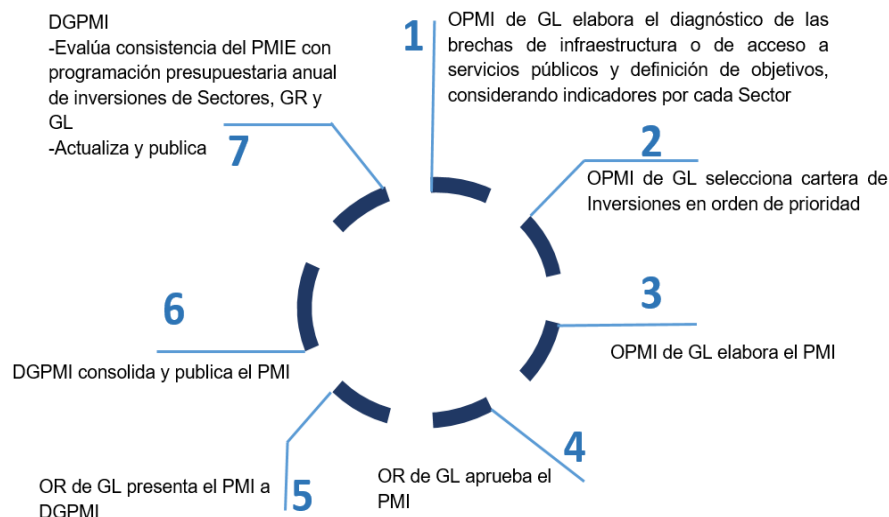 1
OPMI de GL elabora el diagnóstico de las
brechas de infraestructura o de acceso a
servicios públicos y definición de objetivos,
considerando indicadores por cada Sector
2
OPMI de GL selecciona cartera de
Inversiones en orden de prioridad
3
OPMI de GL elabora el PMI
4
OR de GL aprueba el
PMI
5
OR de GL presenta el PMI a
DGPMI
6
DGPMI consolida y publica el PMI
7
DGPMI
-Evalúa consistencia del PMIE con
programación presupuestaria anual
de inversiones de Sectores, GR y
GL
-Actualiza y publica